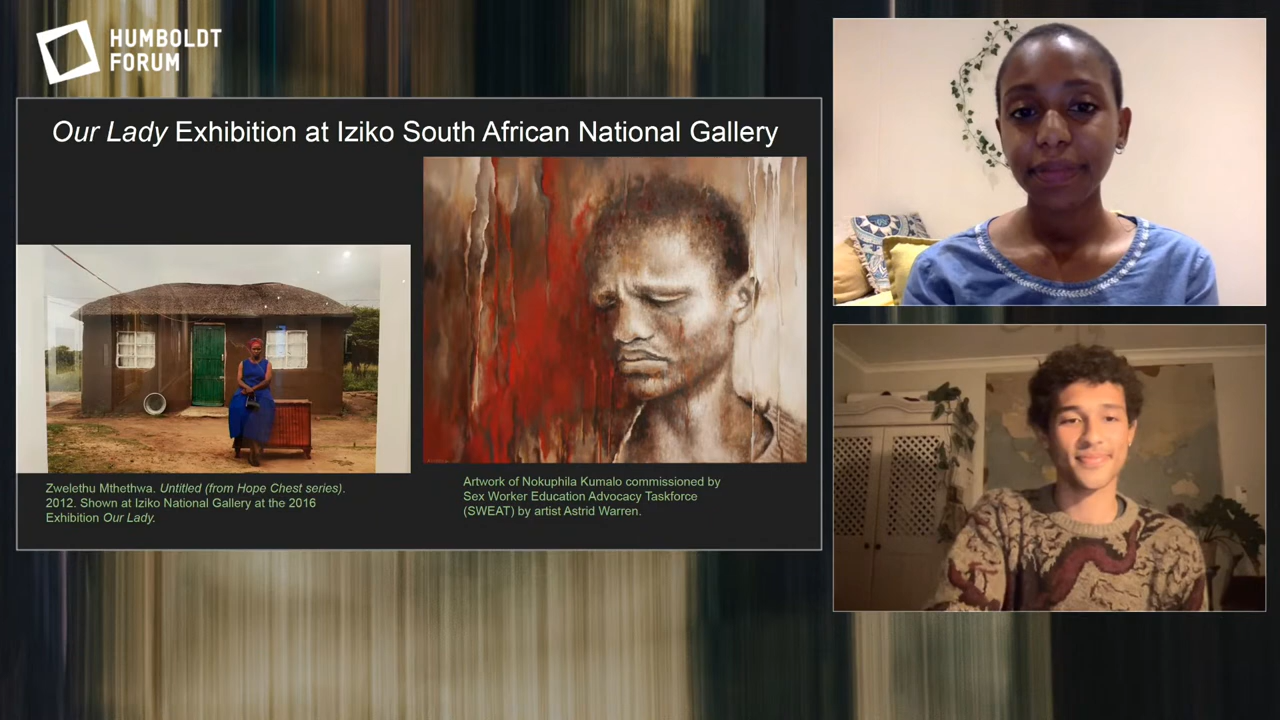 HUMBOLDT
FORUM
Our Lady Exhibition at Iziko South African National Gallery
Zwelethu Mthethwa. Untitled (from Hope Chest series).
2012. Shown at Iziko National Gallery at the 2016
Exhibition Our Lady.
Artwork of Nokuphila Kumalo commissioned by
Sex Worker Education Advocacy Taskforce
(SWEAT) by artist Astrid Warren.